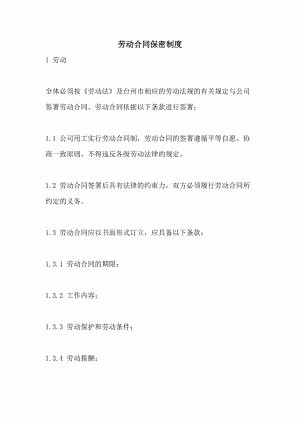 劳动合同保密制度
1 劳动
全体必须按《劳动法》及台州市相应的劳动法规的有关规定与公司
签署劳动合同。劳动合同依据以下条款进行签署：
1.1 公司用工实行劳动合同制，劳动合同的签署遵循平等自愿、协
商一致原则，不得违反各级劳动法律的规定。
1.2 劳动合同签署后具有法律的约束力，双方必须履行劳动合同所
约定的义务。
1.3 劳动合同应以书面形式订立，应具备以下条款：
1.3.1 劳动合同的期限；
1.3.2 工作内容；
1.3.3 劳动保护和劳动条件；
1.3.4 劳动报酬；